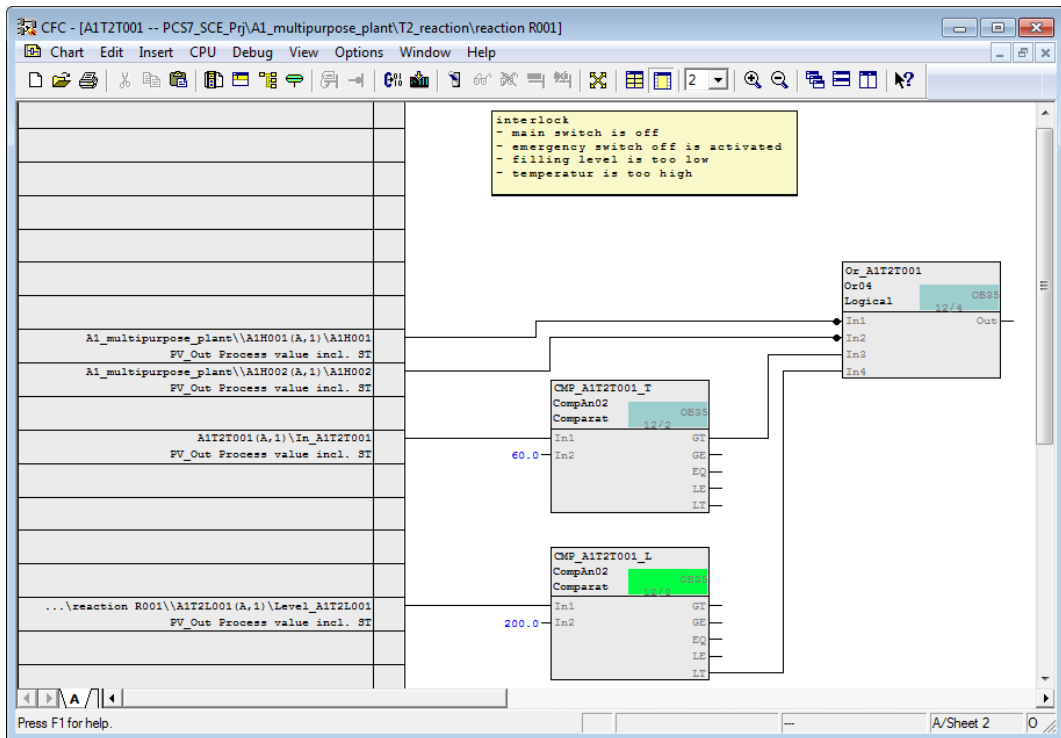 CFC - [A1T2T001 -- PCS7_SCE_Prj\A1_multipurpose_plant\T2_reaction\reaction R001]
Chart Edit Insert CPU Debug View Options Window Help
2
interlock
- main switch is off
- emergency switch off is activated
- filling level is too low
- temperatur is too high
Or_A1T2T001
Or04
Logical
OB35
12/4
In1 Out
In2
In3
In4
A1_multipurpose_plant\\A1H001(A,1)\A1H001
PV_Out Process value incl. ST
A1_multipurpose_plant\\A1H002(A,1)\A1H002
PV_Out Process value incl. ST
CMP_A1T2T001_T
CompAn02
Comparat
OB35
12/2
A1T2T001(A,1)\In_A1T2T001
PV_Out Process value incl. ST
In1 GT
60.0 In2 GE
EQ
LE
LT
CMP_A1T2T001_L
CompAn02
Comparat
OB35
12/3
...\reaction R001\\A1T2L001(A,1)\Level_A1T2L001
PV_Out Process value incl. ST
In1 GT
200.0 In2 GE
EQ
LE
LT
A
Press F1 for help.
---
A/Sheet 2
O